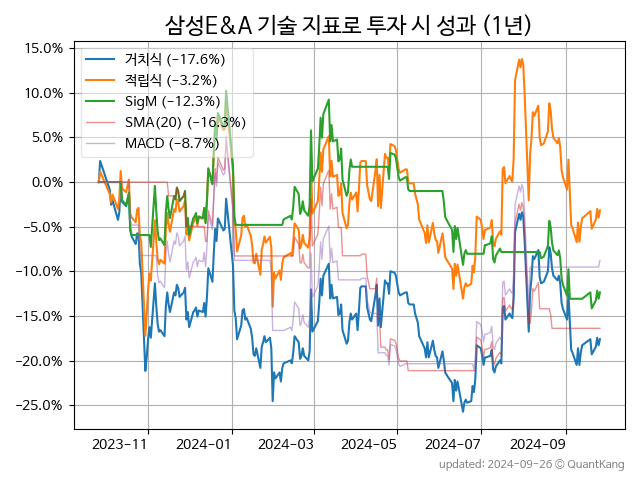 삼성E&A 기술 지표로 투자 시 성과 (1년)
15.0%
10.0%
5.0%
0.0%
−5.0%
−10.0%
−15.0%
−20.0%
−25.0%
거치식 (−17.6%)
적립식 (−3.2%)
SigM (−12.3%)
SMA(20) (−16.3%)
MACD (−8.7%)
2023-11
2024-01
2024-03
2024-05
2024-07
2024-09
updated: 2024-09-26 © QuantKang